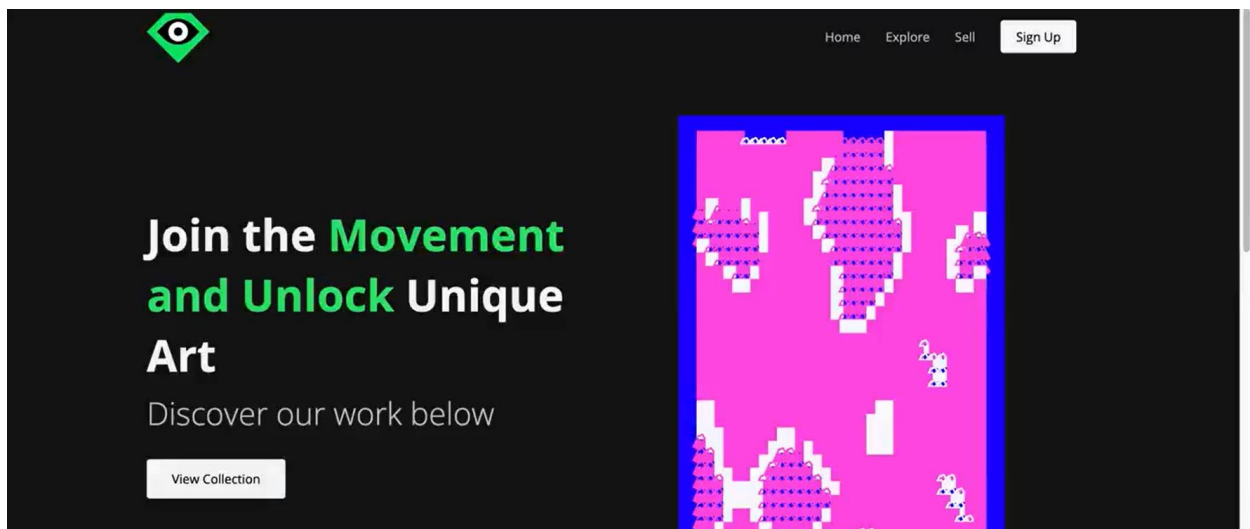 Home Explore Sell Sign Up
Join the Movement
and Unlock Unique
Art
Discover our work below
View Collection